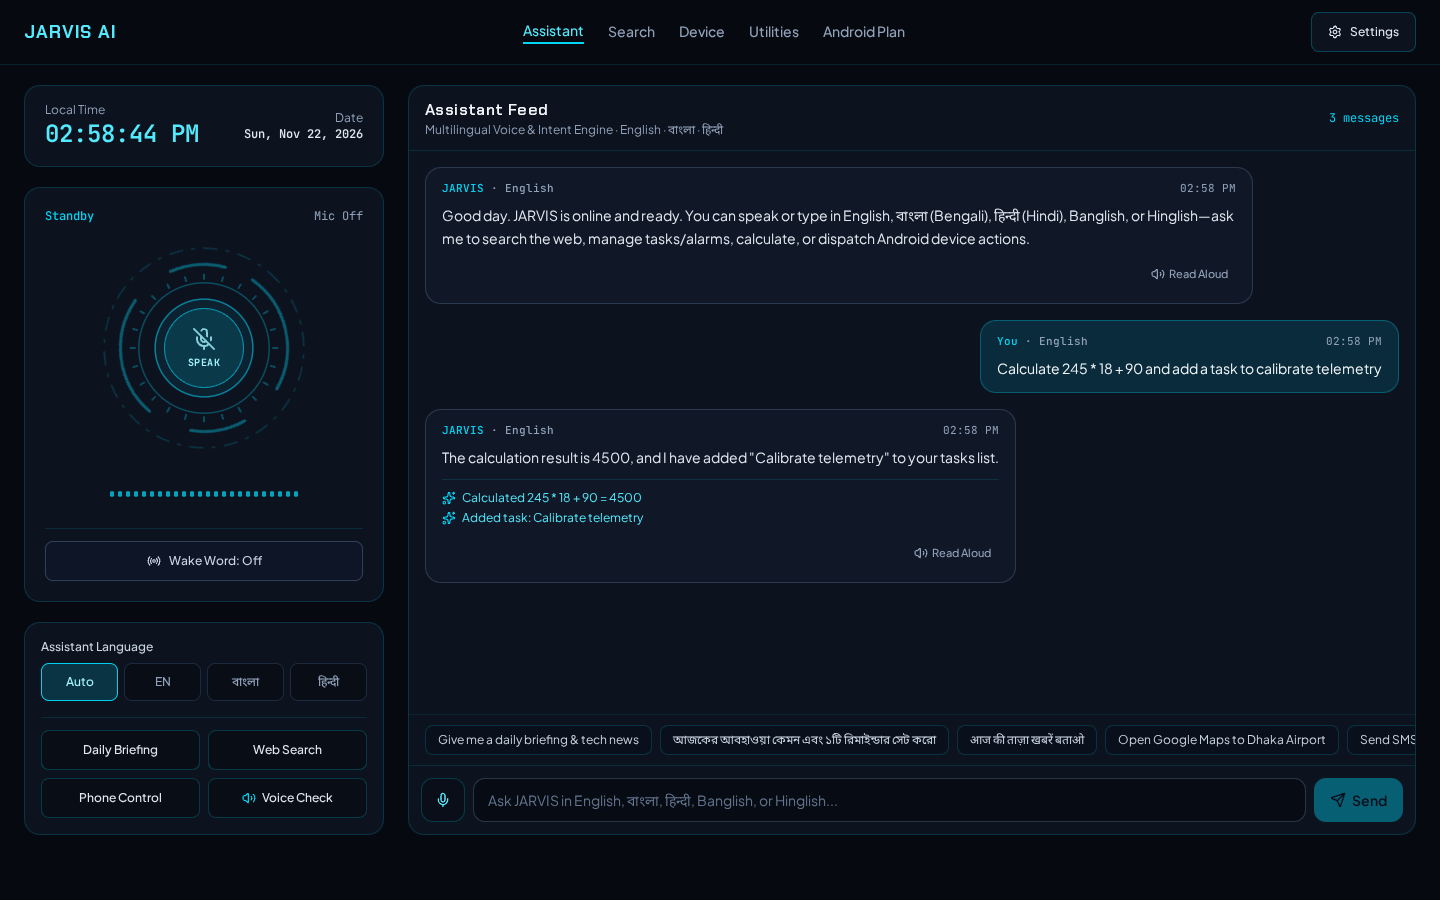 JARVIS AI
Assistant
Search
Device
Utilities
Android Plan
Settings
Local Time
02:58:44 PM
Date
Sun, Nov 22, 2026
Standby
Mic Off
SPEAK
Wake Word: Off
Assistant Language
Auto
EN
বাংলা
हिन्दी
Daily Briefing
Web Search
Phone Control
Voice Check
Assistant Feed
Multilingual Voice & Intent Engine · English · বাংলা · हिन्दी
3 messages
JARVIS · English
02:58 PM
Good day. JARVIS is online and ready. You can speak or type in English, বাংলা (Bengali), हिन्दी (Hindi), Banglish, or Hinglish—ask
me to search the web, manage tasks/alarms, calculate, or dispatch Android device actions.
Read Aloud
You · English
02:58 PM
Calculate 245 * 18 + 90 and add a task to calibrate telemetry
JARVIS · English
02:58 PM
The calculation result is 4500, and I have added "Calibrate telemetry" to your tasks list.
Calculated 245 * 18 + 90 = 4500
Added task: Calibrate telemetry
Read Aloud
Give me a daily briefing & tech news
আজকের আবহাওয়া কেমন এবং ১টি রিমাইন্ডার সেট করো
आज की ताज़ा खबरें बताओ
Open Google Maps to Dhaka Airport
Send SMS
Ask JARVIS in English, বাংলা, हिन्दी, Banglish, or Hinglish...
Send